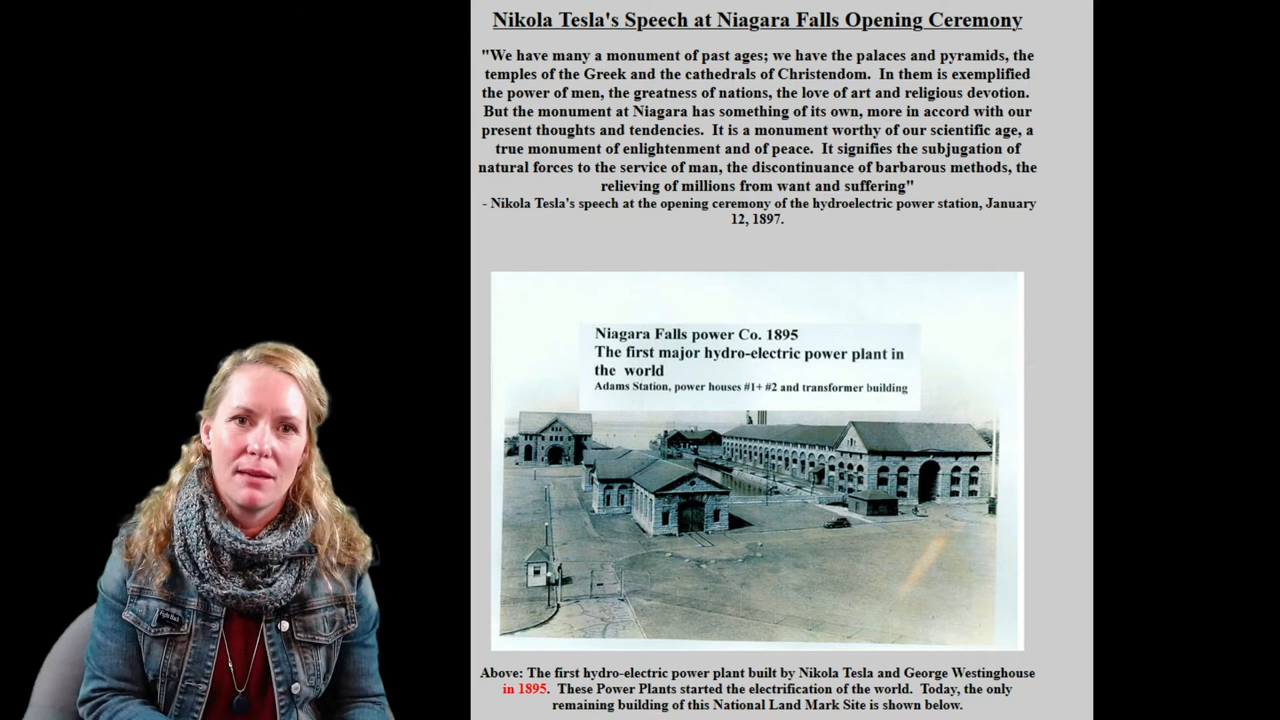 Nikola Tesla's Speech at Niagara Falls Opening Ceremony
"We have many a monument of past ages; we have the palaces and pyramids, the
temples of the Greek and the cathedrals of Christendom.  In them is exemplified
the power of men, the greatness of nations, the love of art and religious devotion.
But the monument at Niagara has something of its own, more in accord with our
present thoughts and tendencies.  It is a monument worthy of our scientific age, a
true monument of enlightenment and of peace.  It signifies the subjugation of
natural forces to the service of man, the discontinuance of barbarous methods, the
relieving of millions from want and suffering"
- Nikola Tesla's speech at the opening ceremony of the hydroelectric power station, January
12, 1897.
Niagara Falls power Co. 1895
The first major hydro-electric power plant in
the world
Adams Station, power houses #1+ #2 and transformer building
Fight Back
Above: The first hydro-electric power plant built by Nikola Tesla and George Westinghouse
in 1895.  These Power Plants started the electrification of the world.  Today, the only
remaining building of this National Land Mark Site is shown below.